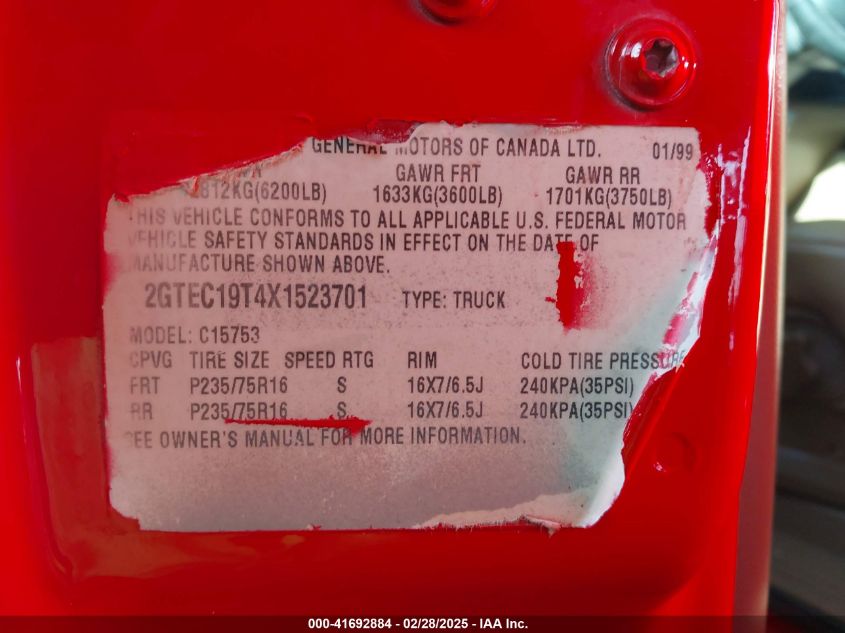 GENERAL MOTORS OF CANADA LTD. 01/99
GAWR FRT GAWR RR
2812KG(6200LB) 1633KG(3600LB) 1701KG(3750LB)
THIS VEHICLE CONFORMS TO ALL APPLICABLE U.S. FEDERAL MOTOR
VEHICLE SAFETY STANDARDS IN EFFECT ON THE DATE OF
MANUFACTURE SHOWN ABOVE.
2GTEC19T4X1523701 TYPE: TRUCK
MODEL: C15753
CPVG TIRE SIZE SPEED RTG RIM COLD TIRE PRESSURE
FRT P235/75R16 S 16X7/6.5J 240KPA(35PSI)
RR P235/75R16 S 16X7/6.5J 240KPA(35PSI)
SEE OWNER'S MANUAL FOR MORE INFORMATION.
000-41692884 - 02/28/2025 - IAA Inc.